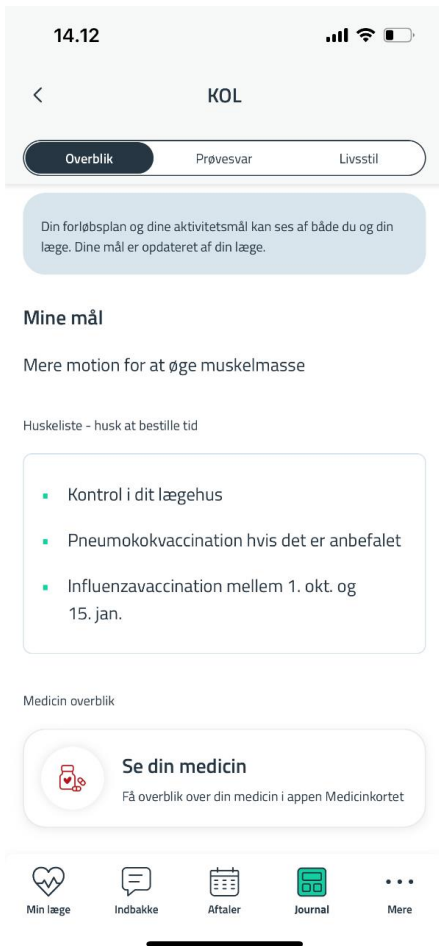 14.12
KOL
Overblik
Prøvesvar
Livsstil
Din forløbsplan og dine aktivitetsmål kan ses af både du og din
læge. Dine mål er opdateret af din læge.
Mine mål
Mere motion for at øge muskelmasse
Huskeliste - husk at bestille tid
Kontrol i dit lægehus
Pneumokokvaccination hvis det er anbefalet
Influenzavaccination mellem 1. okt. og
15. jan.
Medicin overblik
Se din medicin
Få overblik over din medicin i appen Medicinkortet
Min læge
Indbakke
Aftaler
Journal
Mere